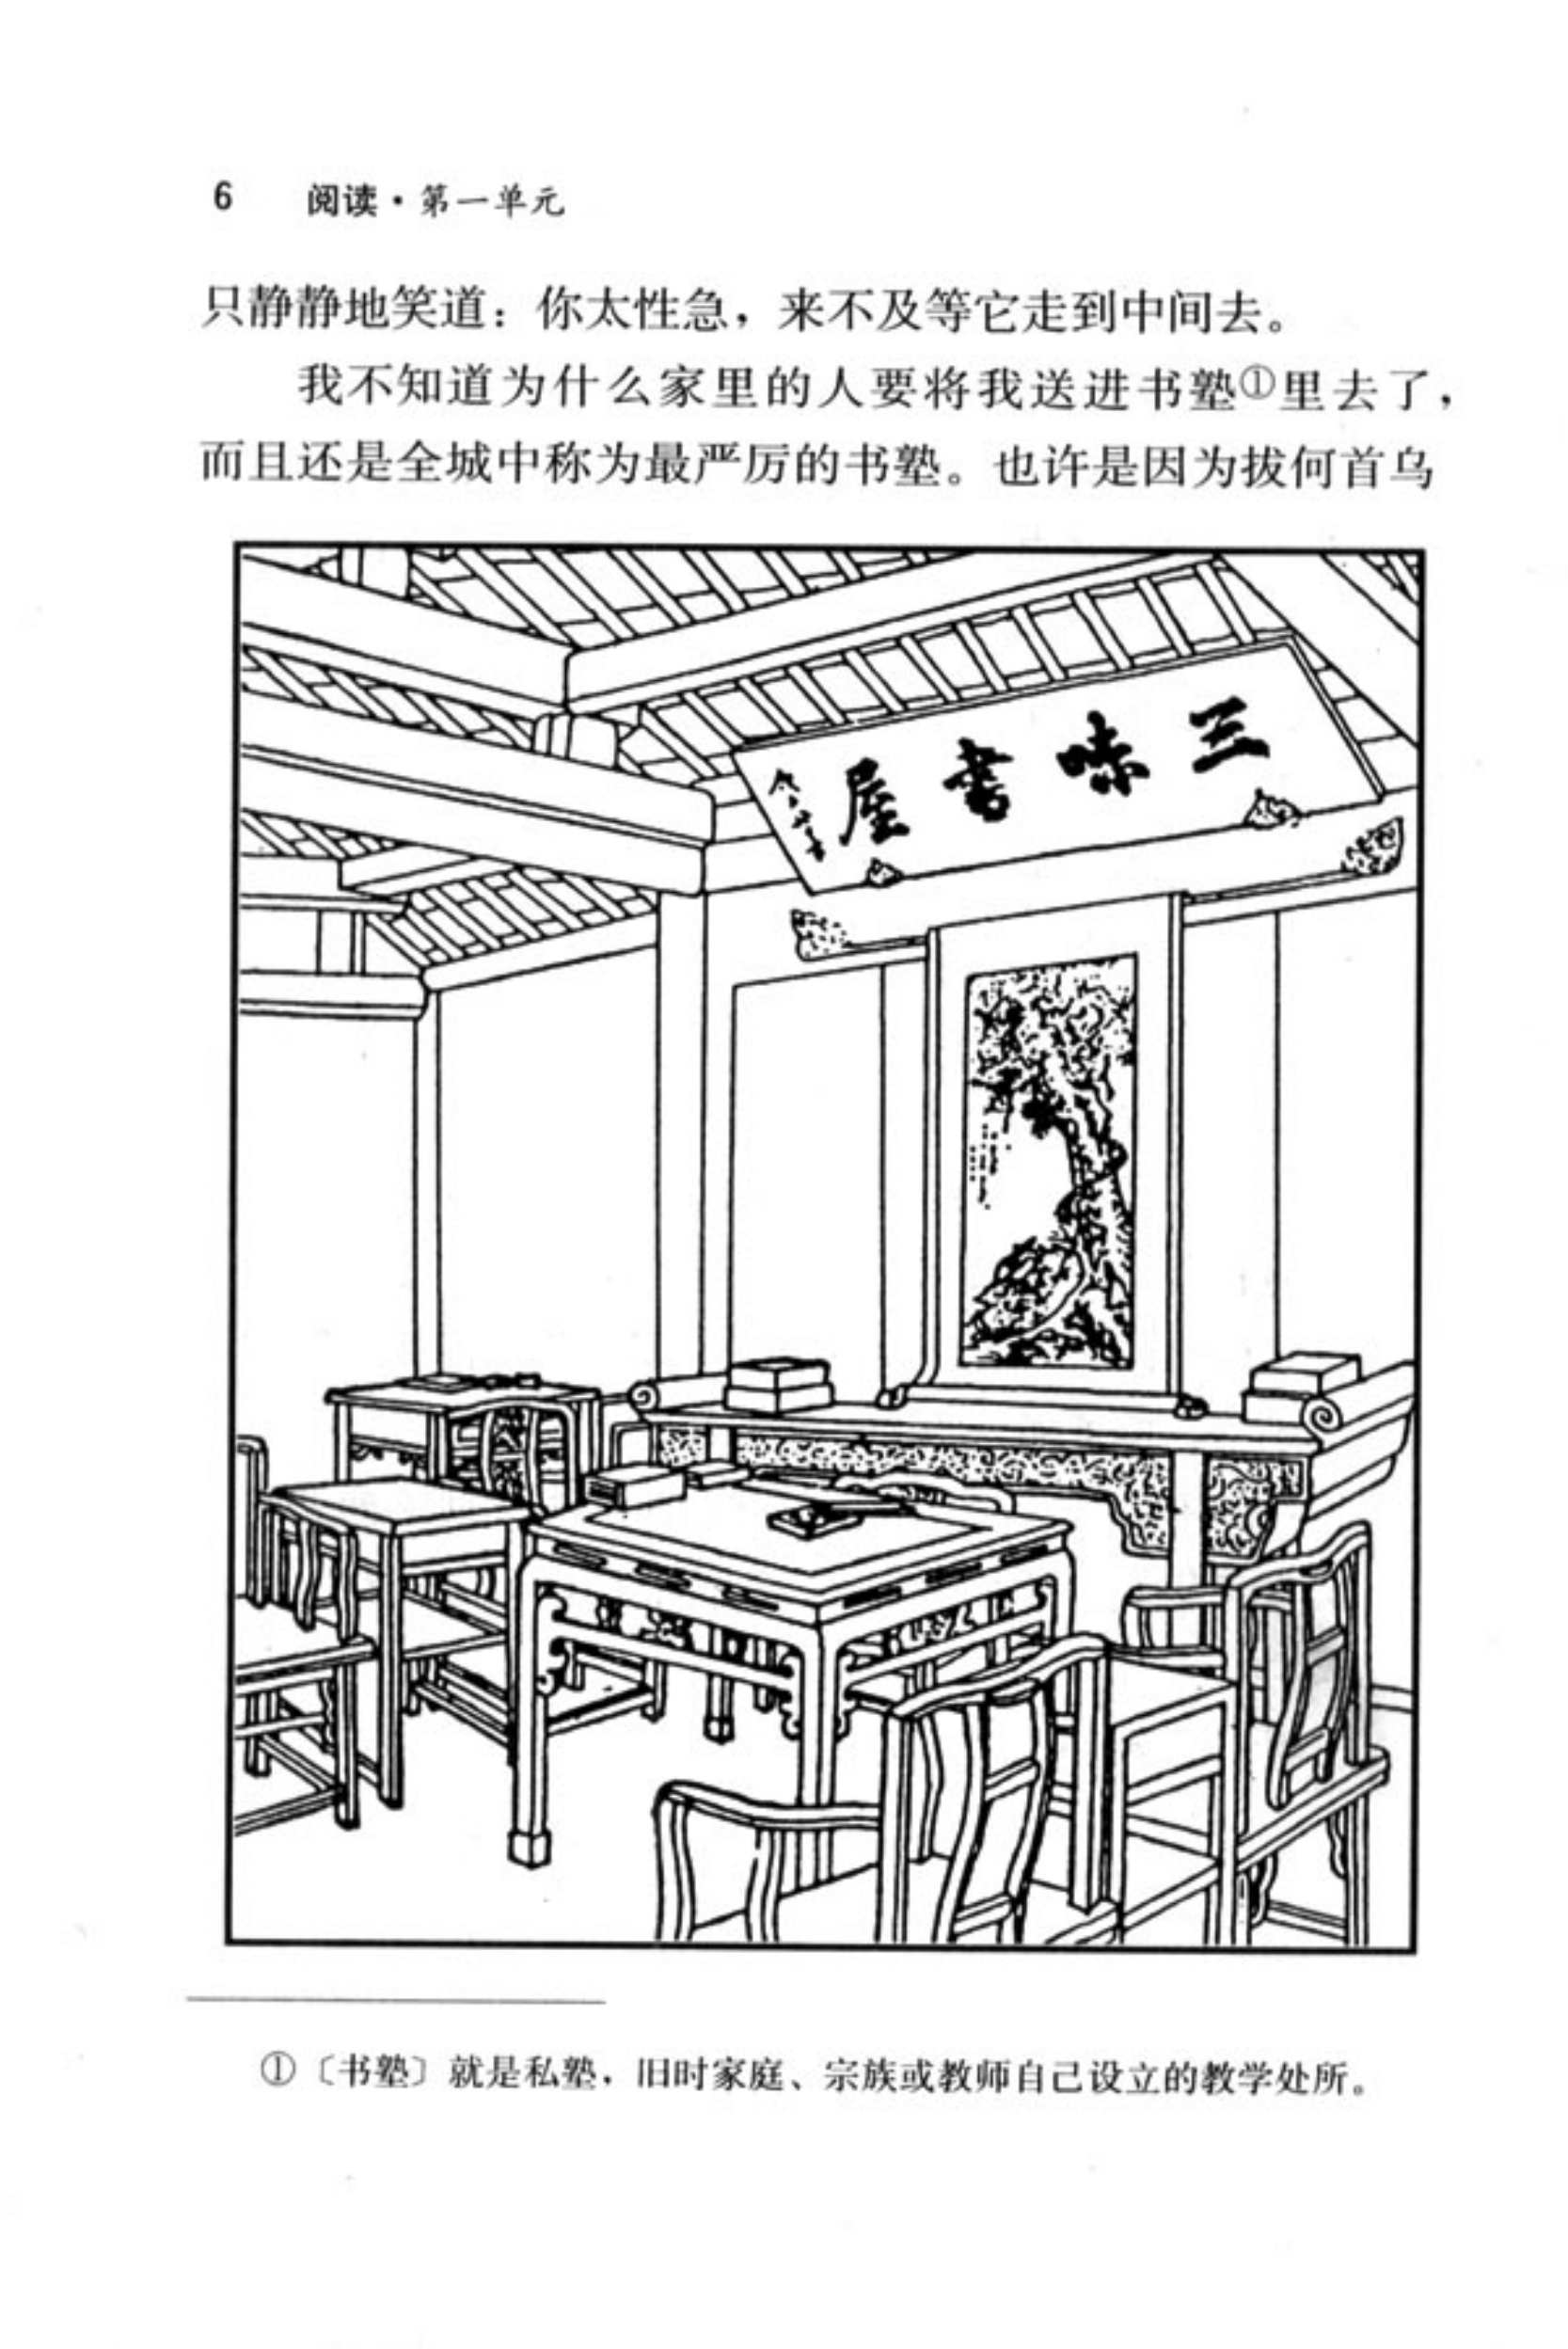 6 阅读·第一单元
只静静地笑道：你太性急，来不及等它走到中间去。
我不知道为什么家里的人要将我送进书塾①里去了，
而且还是全城中称为最严厉的书塾。也许是因为拔何首乌
三味書屋
①〔书塾〕就是私塾，旧时家庭、宗族或教师自己设立的教学处所。